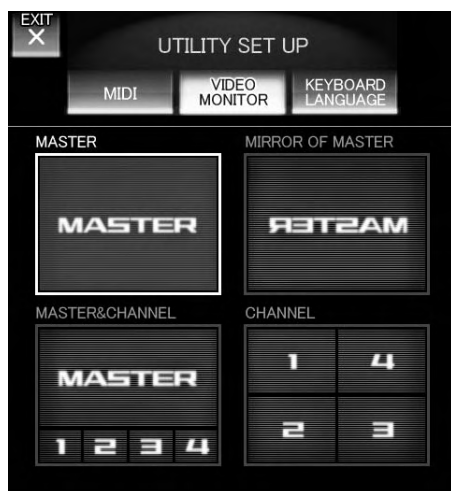 EXIT
×
UTILITY SET UP
MIDI
VIDEO
MONITOR
KEYBOARD
LANGUAGE
MASTER
MASTER
MIRROR OF MASTER
MASTER
MASTER&CHANNEL
MASTER
1 2 3 4
CHANNEL
1 4
2 3